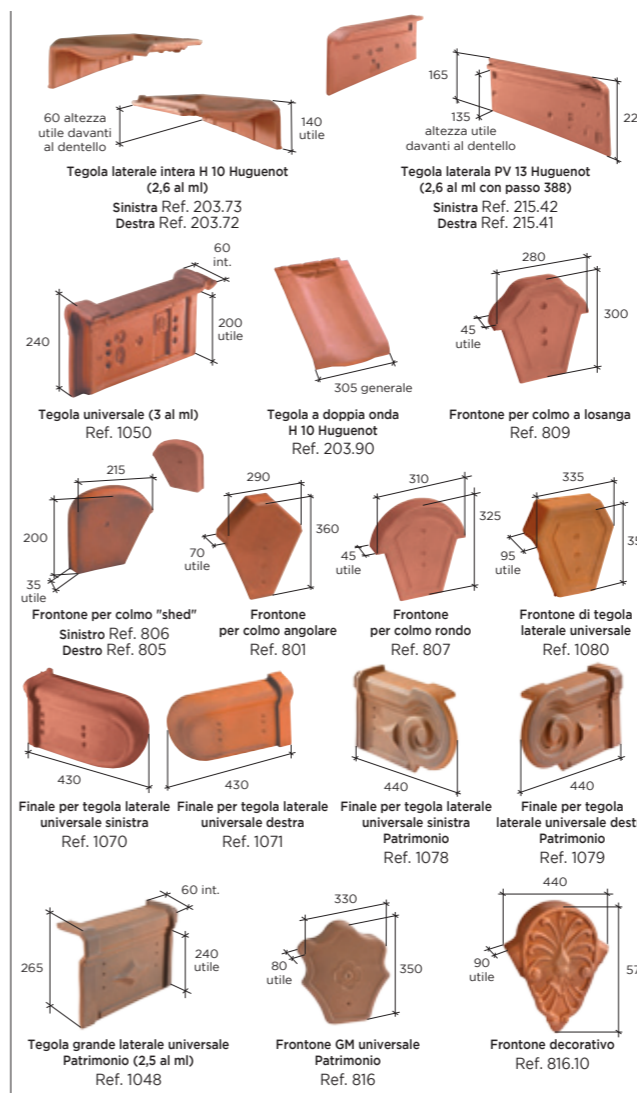 60 altezza
utile davanti
al dentello
140
utile
Tegola laterale intera H 10 Huguenot
(2,6 al ml)
Sinistra Ref. 203.73
Destra Ref. 203.72
165
135
altezza utile
davanti al dentello
Tegola laterala PV 13 Huguenot
(2,6 al ml con passo 388)
Sinistra Ref. 215.42
Destra Ref. 215.41
60
int.
240
200
utile
Tegola universale (3 al ml)
Ref. 1050
305 generale
Tegola a doppia onda
H 10 Huguenot
Ref. 203.90
280
45
utile
300
Frontone per colmo a losanga
Ref. 809
215
200
35
utile
Frontone per colmo "shed"
Sinistro Ref. 806
Destro Ref. 805
290
360
70
utile
Frontone
per colmo angolare
Ref. 801
310
325
45
utile
Frontone
per colmo rondo
Ref. 807
335
95
utile
Frontone di tegola
laterale universale
Ref. 1080
430
Finale per tegola laterale
universale sinistra
Ref. 1070
430
Finale per tegola laterale
universale destra
Ref. 1071
440
Finale per tegola laterale
universale sinistra
Patrimonio
Ref. 1078
440
Finale per tegola
laterale universale dest
Patrimonio
Ref. 1079
60 int.
265
240
utile
Tegola grande laterale universale
Patrimonio (2,5 al ml)
Ref. 1048
330
80
utile
350
Frontone GM universale
Patrimonio
Ref. 816
440
90
utile
Frontone decorativo
Ref. 816.10